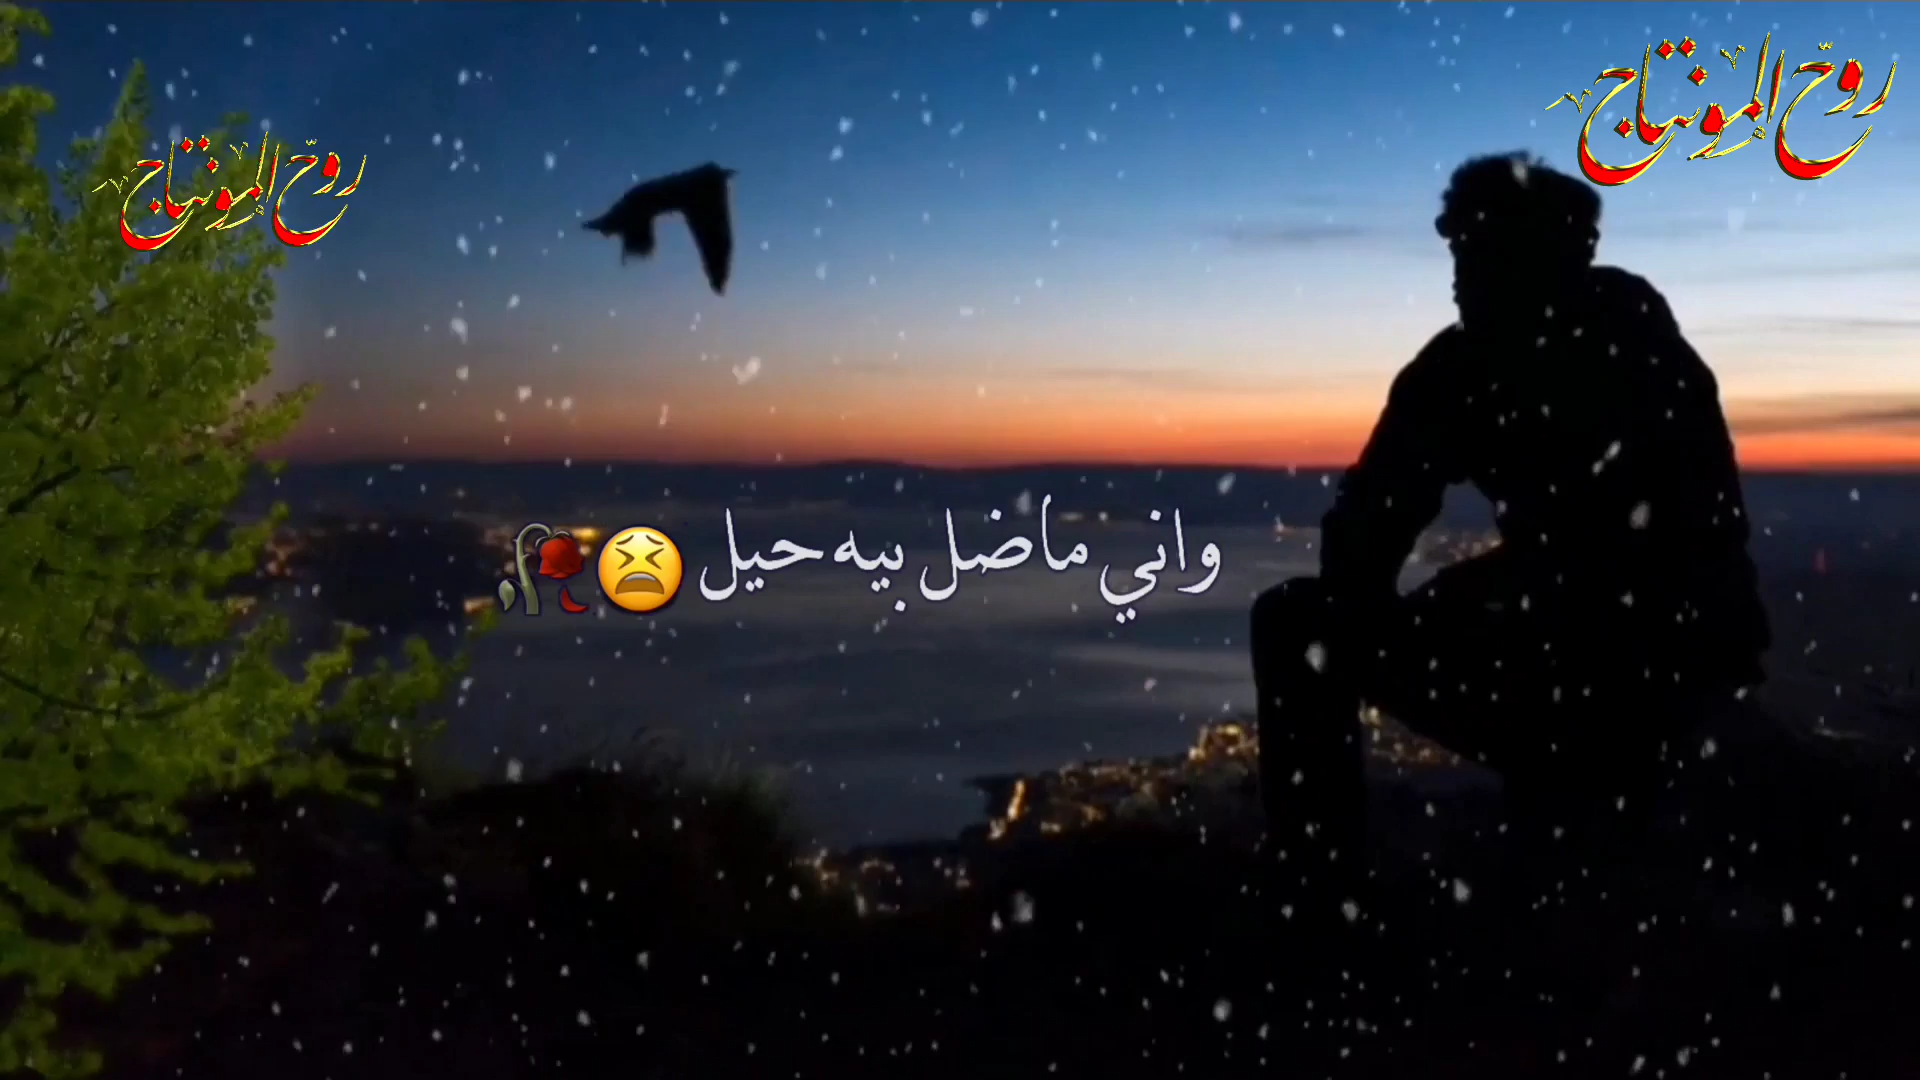 روح المونتاج
روح المونتاج
واني ماضل بيه حيل 😫🥀